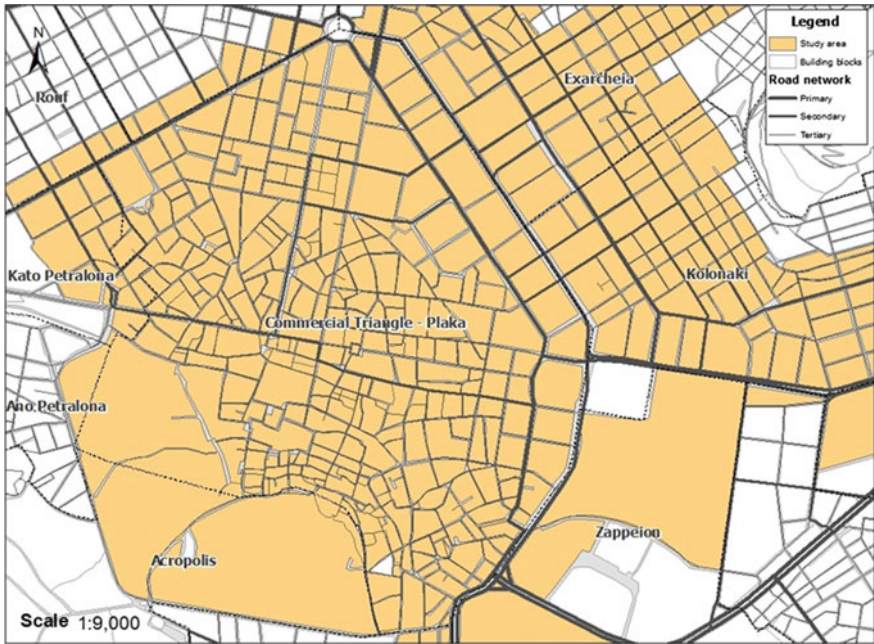 N
Legend
Study area
Building blocks
Road network
Primary
Secondary
Tertiary
Exarcheia
Rouf
Kato Petralona
Kolonaki
Commercial Triangle - Plaka
Ano Petralona
Zappeion
Acropolis
Scale 1:9,000